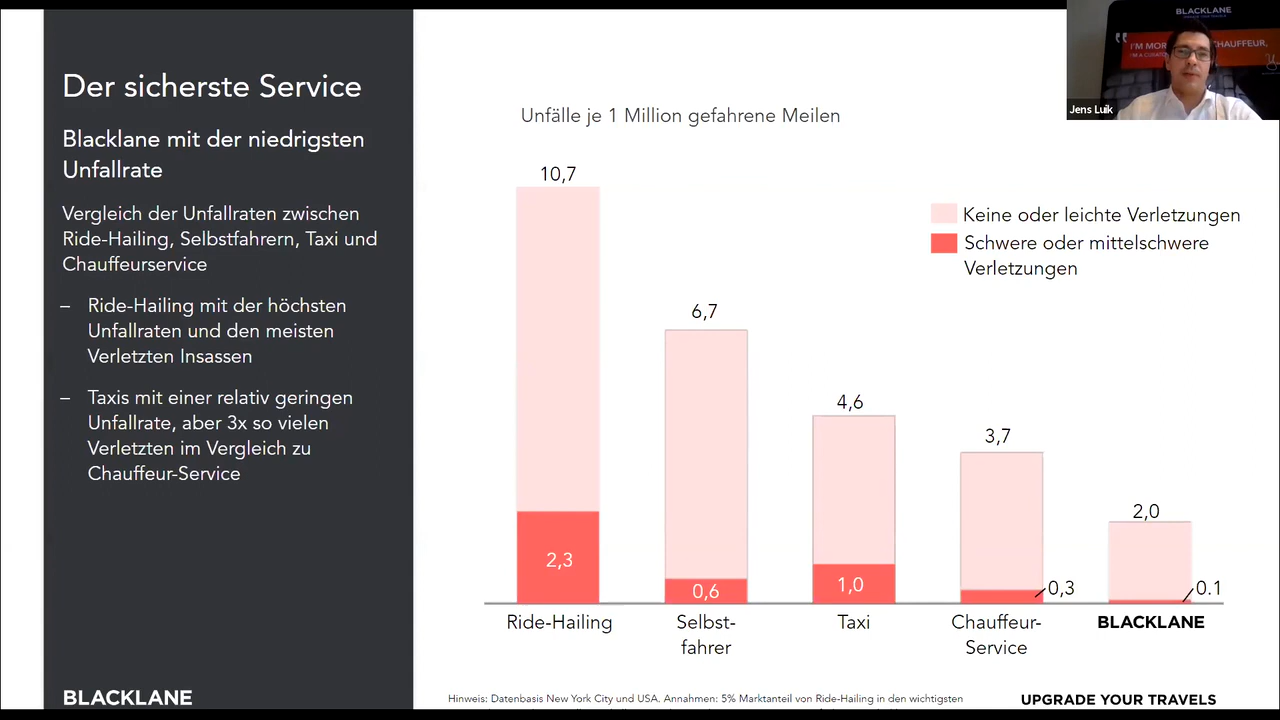 Der sicherste Service
Blacklane mit der niedrigsten
Unfallrate
Vergleich der Unfallraten zwischen
Ride-Hailing, Selbstfahrern, Taxi und
Chauffeurservice
– Ride-Hailing mit der höchsten
Unfallraten und den meisten
Verletzten Insassen
– Taxis mit einer relativ geringen
Unfallrate, aber 3x so vielen
Verletzten im Vergleich zu
Chauffeur-Service
BLACKLANE
Unfälle je 1 Million gefahrene Meilen
10,7
6,7
4,6
3,7
2,0
2,3
0,6
1,0
0,3
0.1
Keine oder leichte Verletzungen
Schwere oder mittelschwere
Verletzungen
Ride-Hailing
Selbst-
fahrer
Taxi
Chauffeur-
Service
BLACKLANE
Hinweis: Datenbasis New York City und USA. Annahmen: 5% Marktanteil von Ride-Hailing in den wichtigsten
UPGRADE YOUR TRAVELS
BLACKLANE
I'M MOR CHAUFFEUR,
Jens Luik